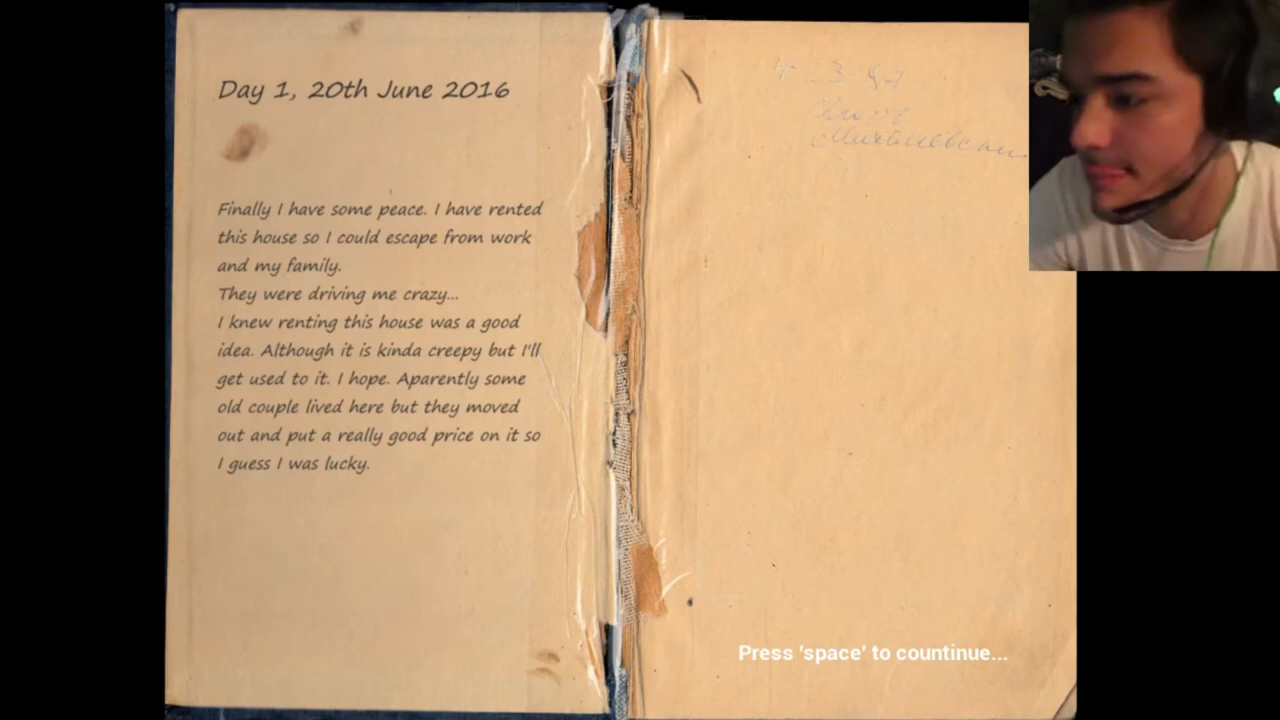 Day 1, 20th June 2016
Finally I have some peace. I have rented
this house so I could escape from work
and my family.
They were driving me crazy...
I knew renting this house was a good
idea. Although it is kinda creepy but I'll
get used to it. I hope. Aparently some
old couple lived here but they moved
out and put a really good price on it so
I guess I was lucky.
Press 'space' to countinue...